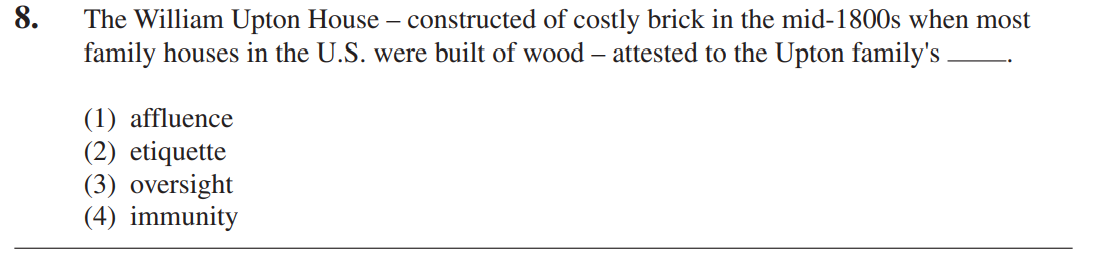 8. The William Upton House – constructed of costly brick in the mid-1800s when most
family houses in the U.S. were built of wood – attested to the Upton family's _____.
(1) affluence
(2) etiquette
(3) oversight
(4) immunity